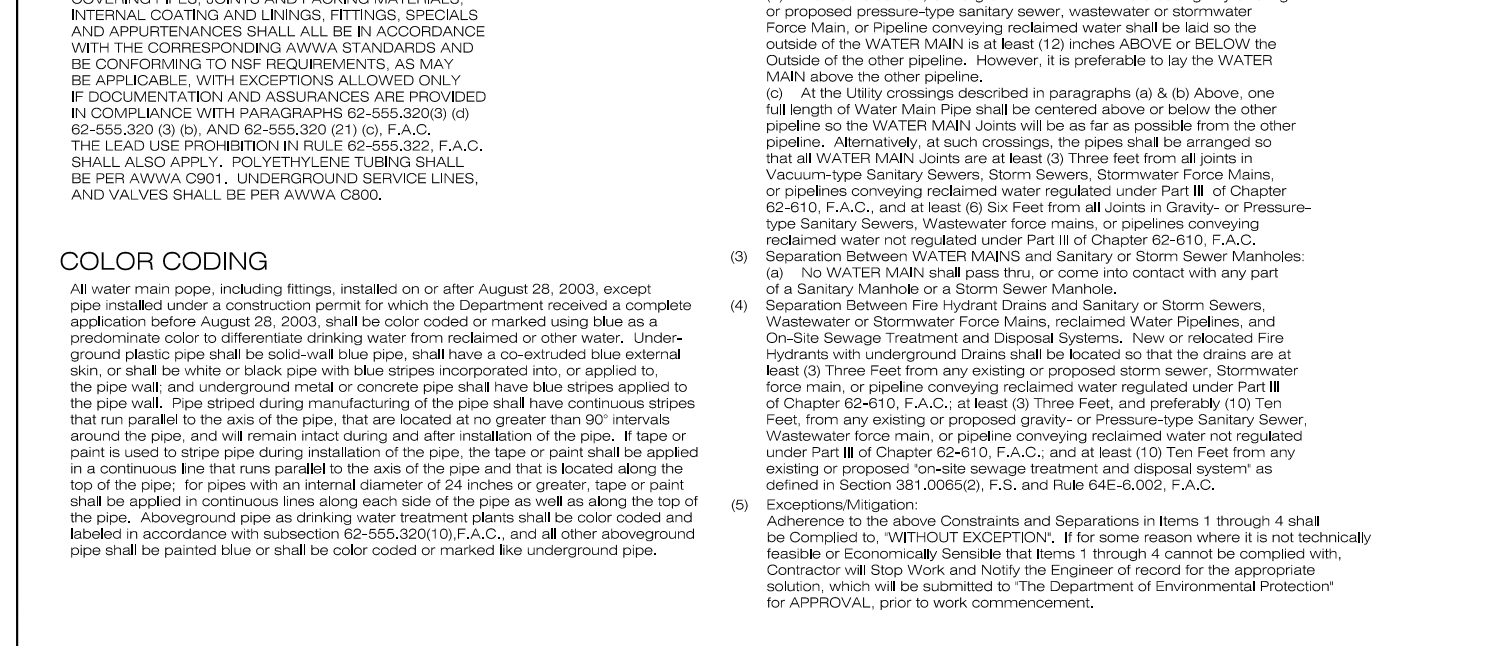 COVERING PIPES, JOINTS AND PACKING MATERIALS,
INTERNAL COATING AND LININGS, FITTINGS, SPECIALS
AND APPURTENANCES SHALL ALL BE IN ACCORDANCE
WITH THE CORRESPONDING AWWA STANDARDS AND
BE CONFORMING TO NSF REQUIREMENTS, AS MAY
BE APPLICABLE, WITH EXCEPTIONS ALLOWED ONLY
IF DOCUMENTATION AND ASSURANCES ARE PROVIDED
IN COMPLIANCE WITH PARAGRAPHS 62-555.320(3) (d)
62-555.320 (3) (b), AND 62-555.320 (21) (c), F.A.C.
THE LEAD USE PROHIBITION IN RULE 62-555.322, F.A.C.
SHALL ALSO APPLY. POLYETHYLENE TUBING SHALL
BE PER AWWA C901. UNDERGROUND SERVICE LINES,
AND VALVES SHALL BE PER AWWA C800.
COLOR CODING
All water main pope, including fittings, installed on or after August 28, 2003, except
pipe installed under a construction permit for which the Department received a complete
application before August 28, 2003, shall be color coded or marked using blue as a
predominate color to differentiate drinking water from reclaimed or other water. Under-
ground plastic pipe shall be solid-wall blue pipe, shall have a co-extruded blue external
skin, or shall be white or black pipe with blue stripes incorporated into, or applied to,
the pipe wall; and underground metal or concrete pipe shall have blue stripes applied to
the pipe wall. Pipe striped during manufacturing of the pipe shall have continuous stripes
that run parallel to the axis of the pipe, that are located at no greater than 90° intervals
around the pipe, and will remain intact during and after installation of the pipe. If tape or
paint is used to stripe pipe during installation of the pipe, the tape or paint shall be applied
in a continuous line that runs parallel to the axis of the pipe and that is located along the
top of the pipe; for pipes with an internal diameter of 24 inches or greater, tape or paint
shall be applied in continuous lines along each side of the pipe as well as along the top of
the pipe. Aboveground pipe as drinking water treatment plants shall be color coded and
labeled in accordance with subsection 62-555.320(10),F.A.C., and all other aboveground
pipe shall be painted blue or shall be color coded or marked like underground pipe.
or proposed pressure-type sanitary sewer, wastewater or stormwater
Force Main, or Pipeline conveying reclaimed water shall be laid so the
outside of the WATER MAIN is at least (12) inches ABOVE or BELOW the
Outside of the other pipeline. However, it is preferable to lay the WATER
MAIN above the other pipeline.
(c) At the Utility crossings described in paragraphs (a) & (b) Above, one
full length of Water Main Pipe shall be centered above or below the other
pipeline so the WATER MAIN Joints will be as far as possible from the other
pipeline. Alternatively, at such crossings, the pipes shall be arranged so
that all WATER MAIN Joints are at least (3) Three feet from all joints in
Vacuum-type Sanitary Sewers, Storm Sewers, Stormwater Force Mains,
or pipelines conveying reclaimed water regulated under Part III of Chapter
62-610, F.A.C., and at least (6) Six Feet from all Joints in Gravity- or Pressure-
type Sanitary Sewers, Wastewater force mains, or pipelines conveying
reclaimed water not regulated under Part III of Chapter 62-610, F.A.C.
(3) Separation Between WATER MAINS and Sanitary or Storm Sewer Manholes:
(a) No WATER MAIN shall pass thru, or come into contact with any part
of a Sanitary Manhole or a Storm Sewer Manhole.
(4) Separation Between Fire Hydrant Drains and Sanitary or Storm Sewers,
Wastewater or Stormwater Force Mains, reclaimed Water Pipelines, and
On-Site Sewage Treatment and Disposal Systems. New or relocated Fire
Hydrants with underground Drains shall be located so that the drains are at
least (3) Three Feet from any existing or proposed storm sewer, Stormwater
force main, or pipeline conveying reclaimed water regulated under Part III
of Chapter 62-610, F.A.C.; at least (3) Three Feet, and preferably (10) Ten
Feet, from any existing or proposed gravity- or Pressure-type Sanitary Sewer,
Wastewater force main, or pipeline conveying reclaimed water not regulated
under Part III of Chapter 62-610, F.A.C.; and at least (10) Ten Feet from any
existing or proposed "on-site sewage treatment and disposal system" as
defined in Section 381.0065(2), F.S. and Rule 64E-6.002, F.A.C.
(5) Exceptions/Mitigation:
Adherence to the above Constraints and Separations in Items 1 through 4 shall
be Complied to, "WITHOUT EXCEPTION". If for some reason where it is not technically
feasible or Economically Sensible that Items 1 through 4 cannot be complied with,
Contractor will Stop Work and Notify the Engineer of record for the appropriate
solution, which will be submitted to "The Department of Environmental Protection"
for APPROVAL, prior to work commencement.